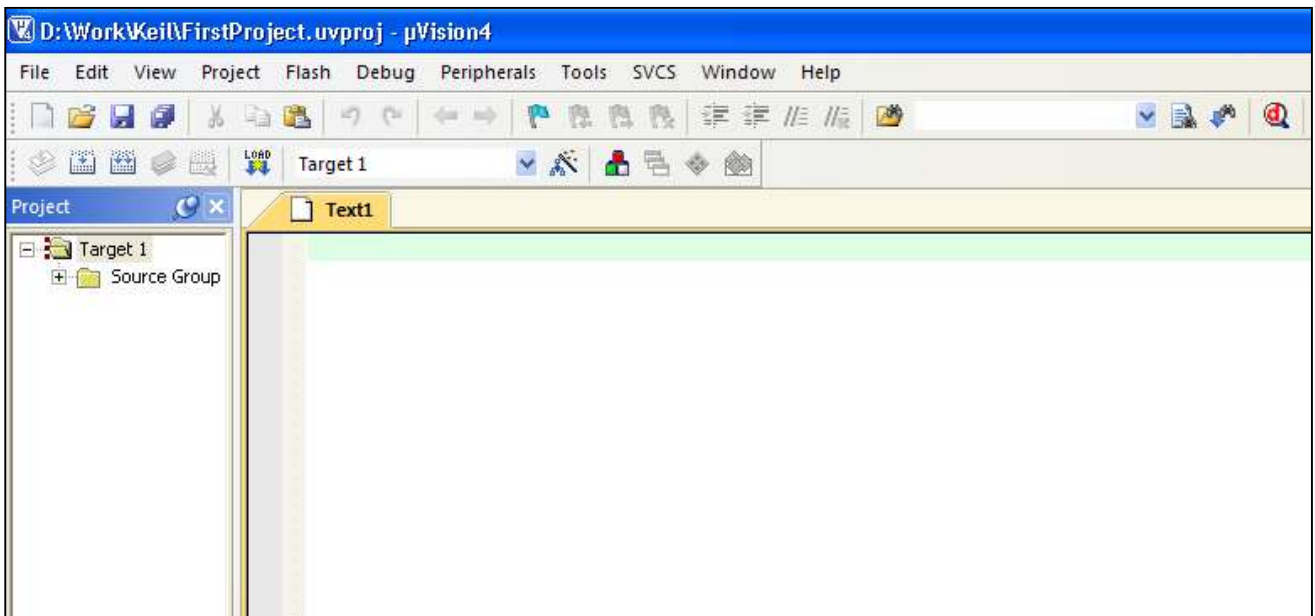 D:\Work\Keil\FirstProject.uvproj - µVision4
File Edit View Project Flash Debug Peripherals Tools SVCS Window Help
LOAD Target 1
Project Text1
Target 1
Source Group